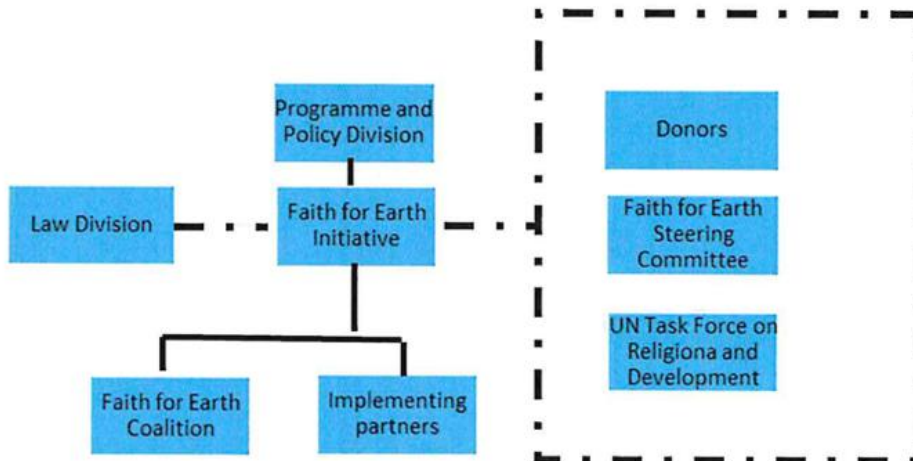 Programme and
Policy Division
Donors
Law Division
Faith for Earth
Initiative
Faith for Earth
Steering
Committee
UN Task Force on
Religiona and
Development
Faith for Earth
Coalition
Implementing
partners